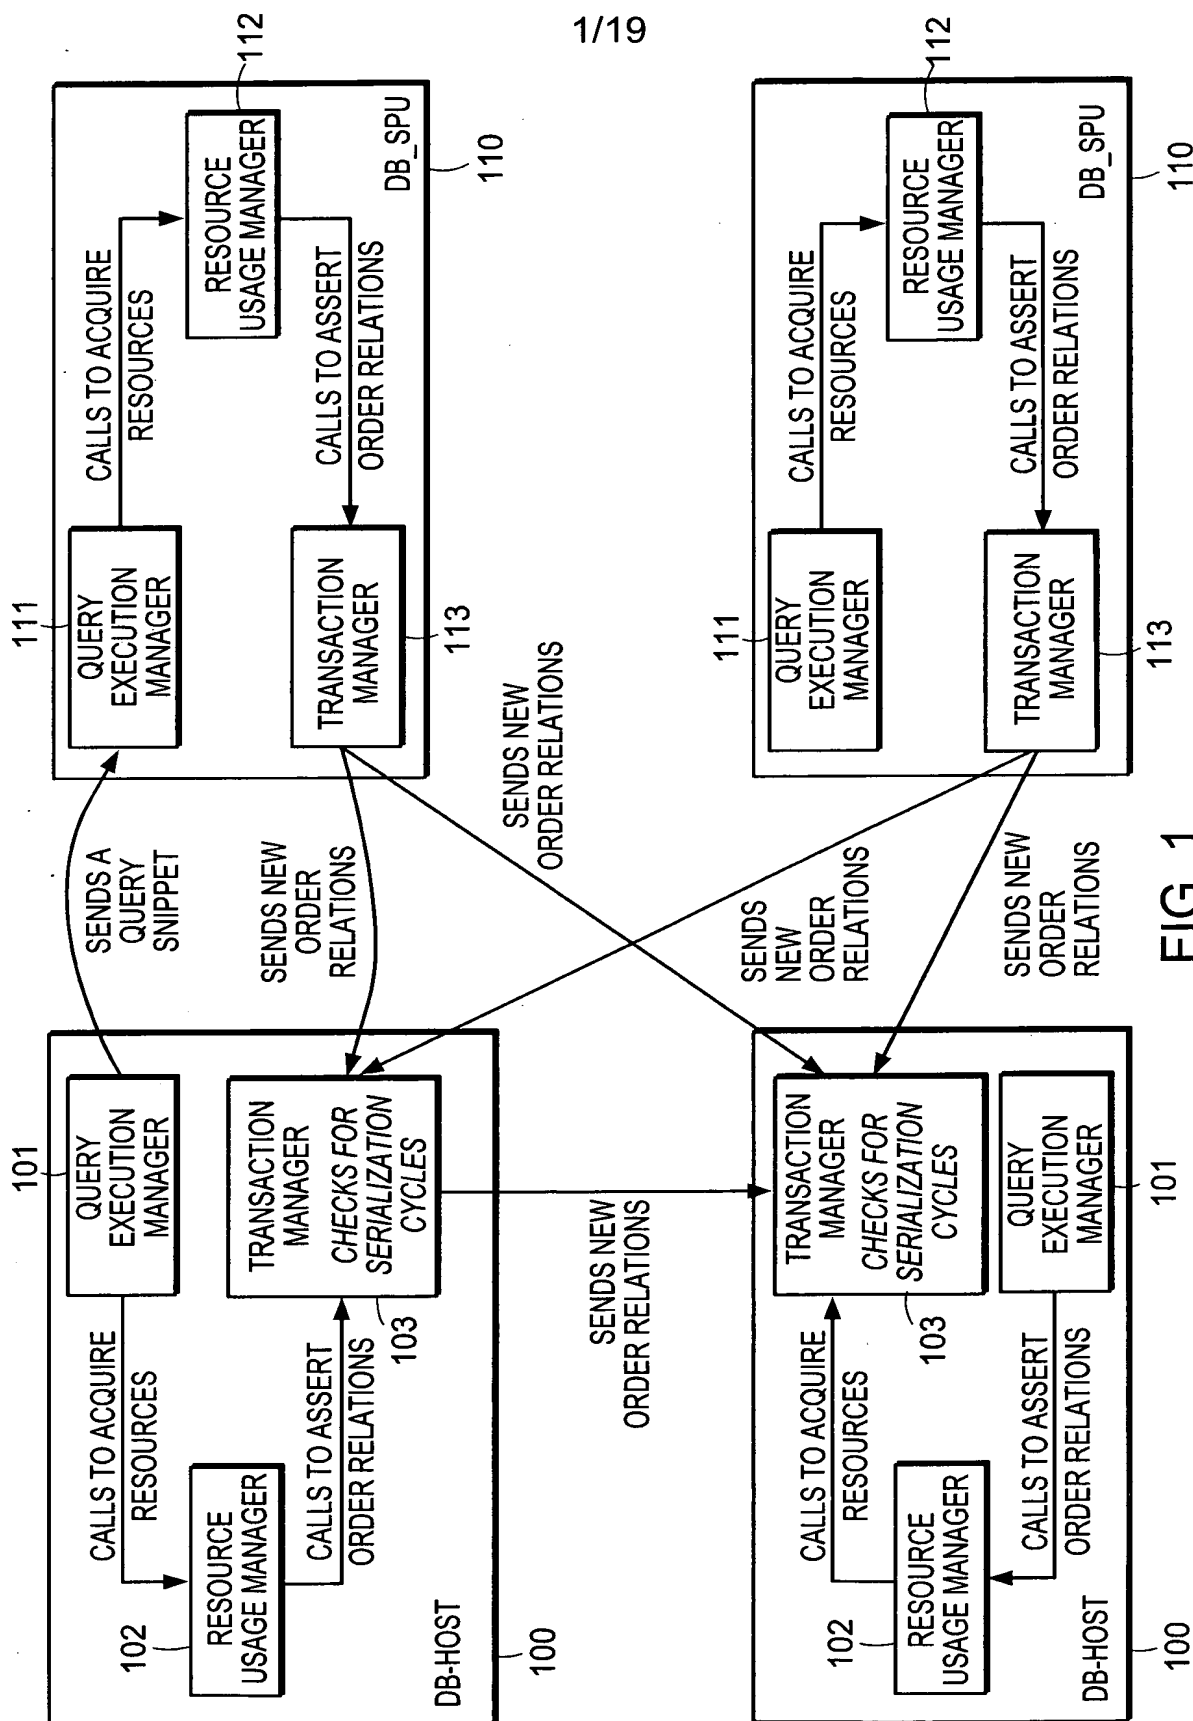 1/19
112
RESOURCE
USAGE MANAGER
DB_SPU
110
CALLS TO ACQUIRE
RESOURCES
CALLS TO ASSERT
ORDER RELATIONS
111
QUERY
EXECUTION
MANAGER
TRANSACTION
MANAGER
113
SENDS A
QUERY
SNIPPET
SENDS NEW
ORDER
RELATIONS
SENDS NEW
ORDER RELATIONS
101
QUERY
EXECUTION
MANAGER
TRANSACTION
MANAGER
CHECKS FOR
SERIALIZATION
CYCLES
103
CALLS TO ACQUIRE
RESOURCES
CALLS TO ASSERT
ORDER RELATIONS
102
RESOURCE
USAGE MANAGER
DB-HOST
100
SENDS NEW
ORDER RELATIONS
112
RESOURCE
USAGE MANAGER
DB_SPU
110
CALLS TO ACQUIRE
RESOURCES
CALLS TO ASSERT
ORDER RELATIONS
111
QUERY
EXECUTION
MANAGER
TRANSACTION
MANAGER
113
SENDS
NEW
ORDER
RELATIONS
SENDS NEW
ORDER
RELATIONS
TRANSACTION
MANAGER
CHECKS FOR
SERIALIZATION
CYCLES
103
QUERY
EXECUTION
MANAGER
101
CALLS TO ACQUIRE
RESOURCES
CALLS TO ASSERT
ORDER RELATIONS
102
RESOURCE
USAGE MANAGER
DB-HOST
100
FIG. 1